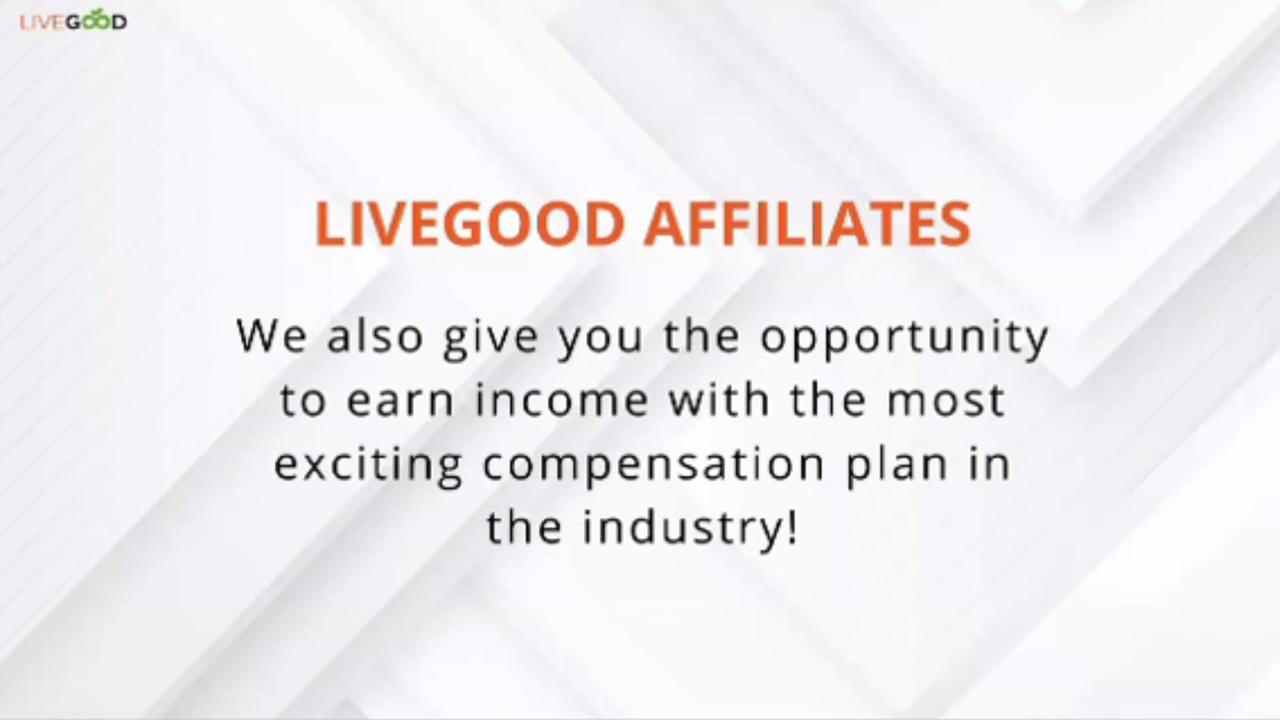 LIVEGOOD
LIVEGOOD AFFILIATES
We also give you the opportunity
to earn income with the most
exciting compensation plan in
the industry!